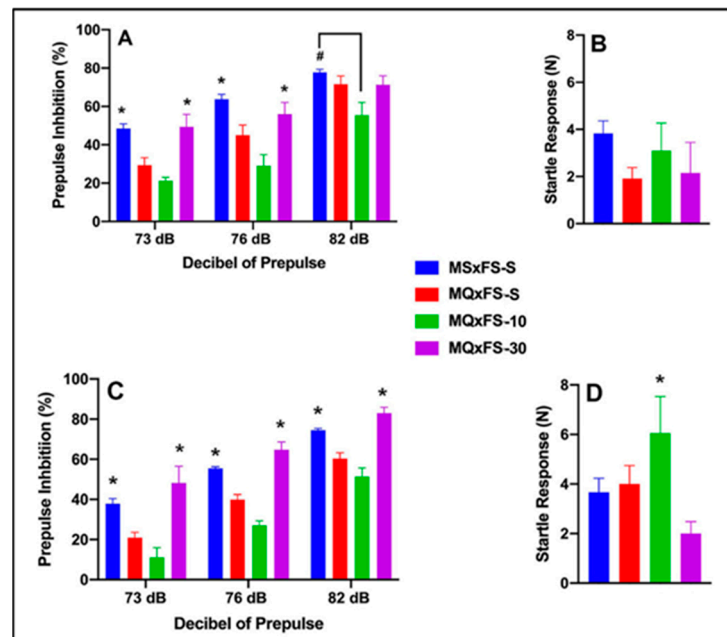 A
Prepulse Inhbitiion (%)
100
80
60
40
20
0
* * * * #
73 dB 76 dB 82 dB
Decibel of Prepulse
B
Startle Response (N)
8
6
4
2
0
MSxFS-S
MQxFS-S
MQxFS-10
MQxFS-30
C
Prepulse Inhbitiion (%)
100
80
60
40
20
0
* * * * * *
73 dB 76 dB 82 dB
Decibel of Prepulse
D
Startle Response (N)
8
6
4
2
0
*